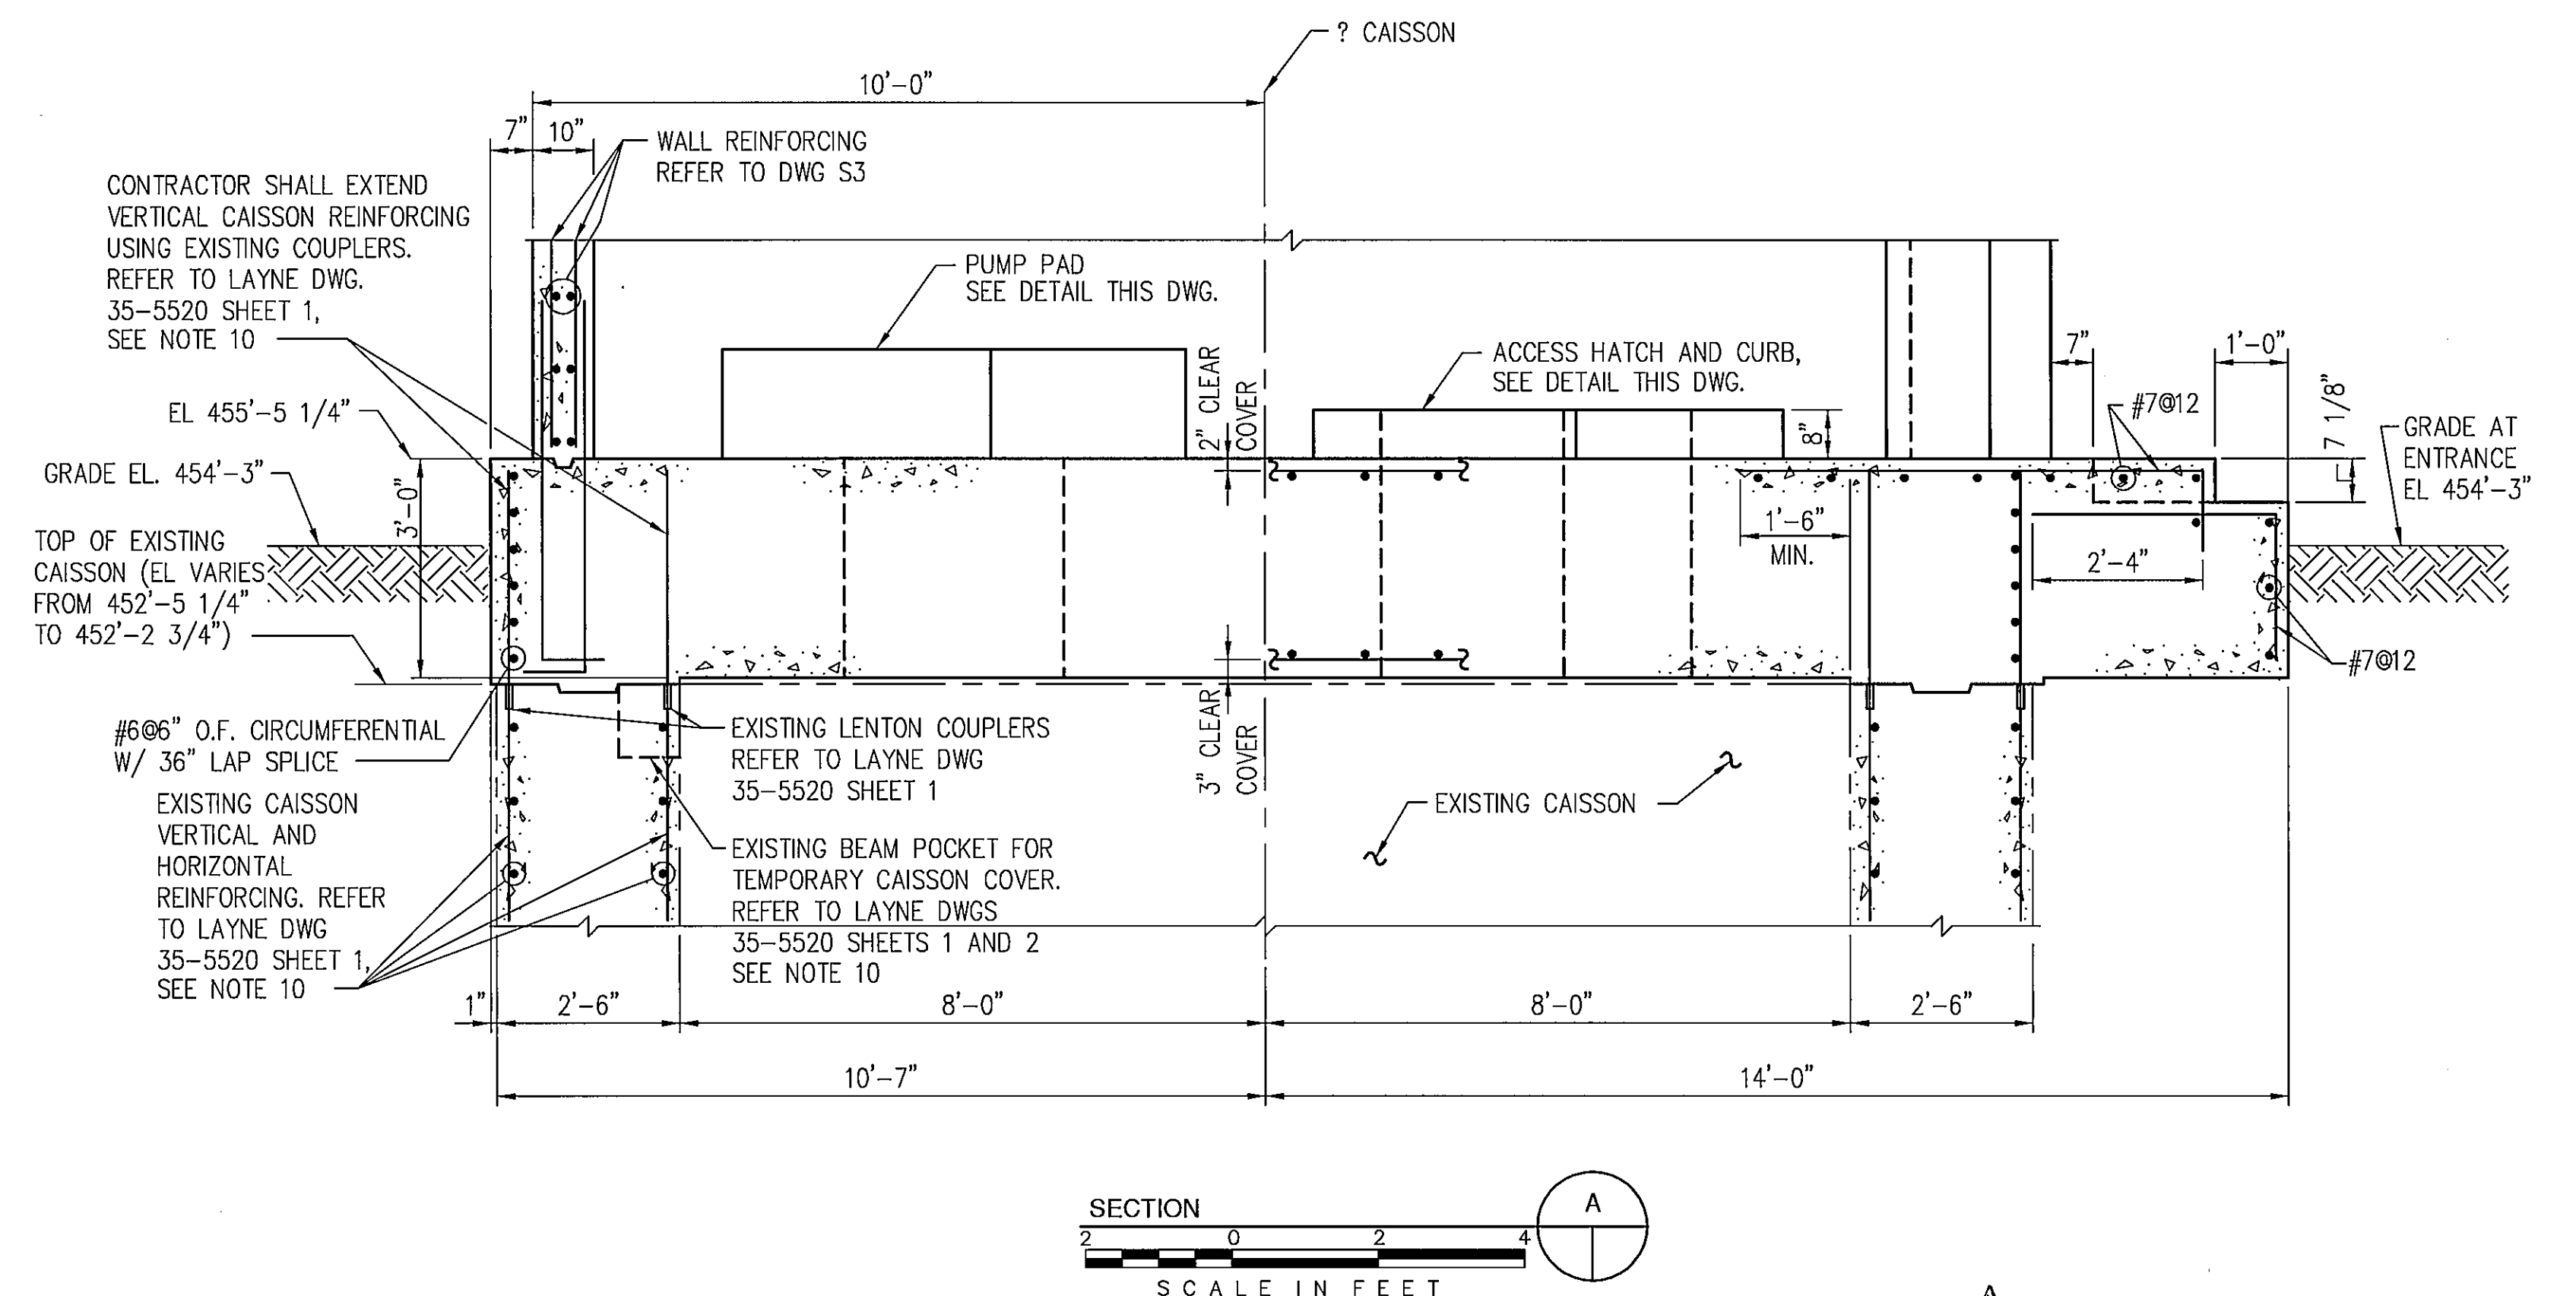 ? CAISSON
10'-0"
7"
10"
WALL REINFORCING
REFER TO DWG S3
CONTRACTOR SHALL EXTEND
VERTICAL CAISSON REINFORCING
USING EXISTING COUPLERS.
REFER TO LAYNE DWG.
35-5520 SHEET 1,
SEE NOTE 10
PUMP PAD
SEE DETAIL THIS DWG.
ACCESS HATCH AND CURB,
SEE DETAIL THIS DWG.
2" CLEAR
COVER
8"
7"
1'-0"
7 1/8"
#7@12
GRADE AT
ENTRANCE
EL 454'-3"
EL 455'-5 1/4"
GRADE EL. 454'-3"
3'-0"
TOP OF EXISTING
CAISSON (EL VARIES
FROM 452'-5 1/4"
TO 452'-2 3/4")
1'-6"
MIN.
2'-4"
#7@12
#6@6" O.F. CIRCUMFERENTIAL
W/ 36" LAP SPLICE
EXISTING LENTON COUPLERS
REFER TO LAYNE DWG
35-5520 SHEET 1
3" CLEAR
COVER
EXISTING CAISSON
EXISTING CAISSON
VERTICAL AND
HORIZONTAL
REINFORCING. REFER
TO LAYNE DWG
35-5520 SHEET 1,
SEE NOTE 10
EXISTING BEAM POCKET FOR
TEMPORARY CAISSON COVER.
REFER TO LAYNE DWGS
35-5520 SHEETS 1 AND 2
SEE NOTE 10
1"
2'-6"
8'-0"
8'-0"
2'-6"
10'-7"
14'-0"
SECTION
A
2 0 2 4
SCALE IN FEET